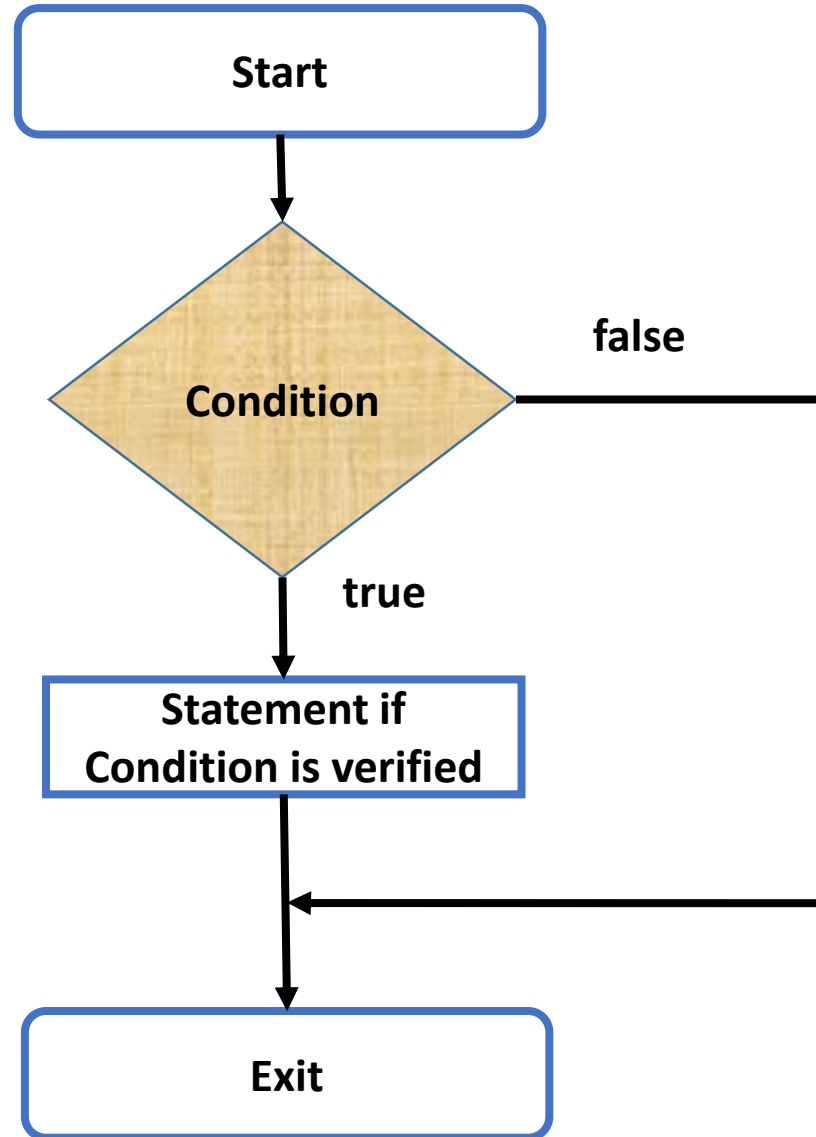 Start
false
Condition
true
Statement if
Condition is verified
Exit